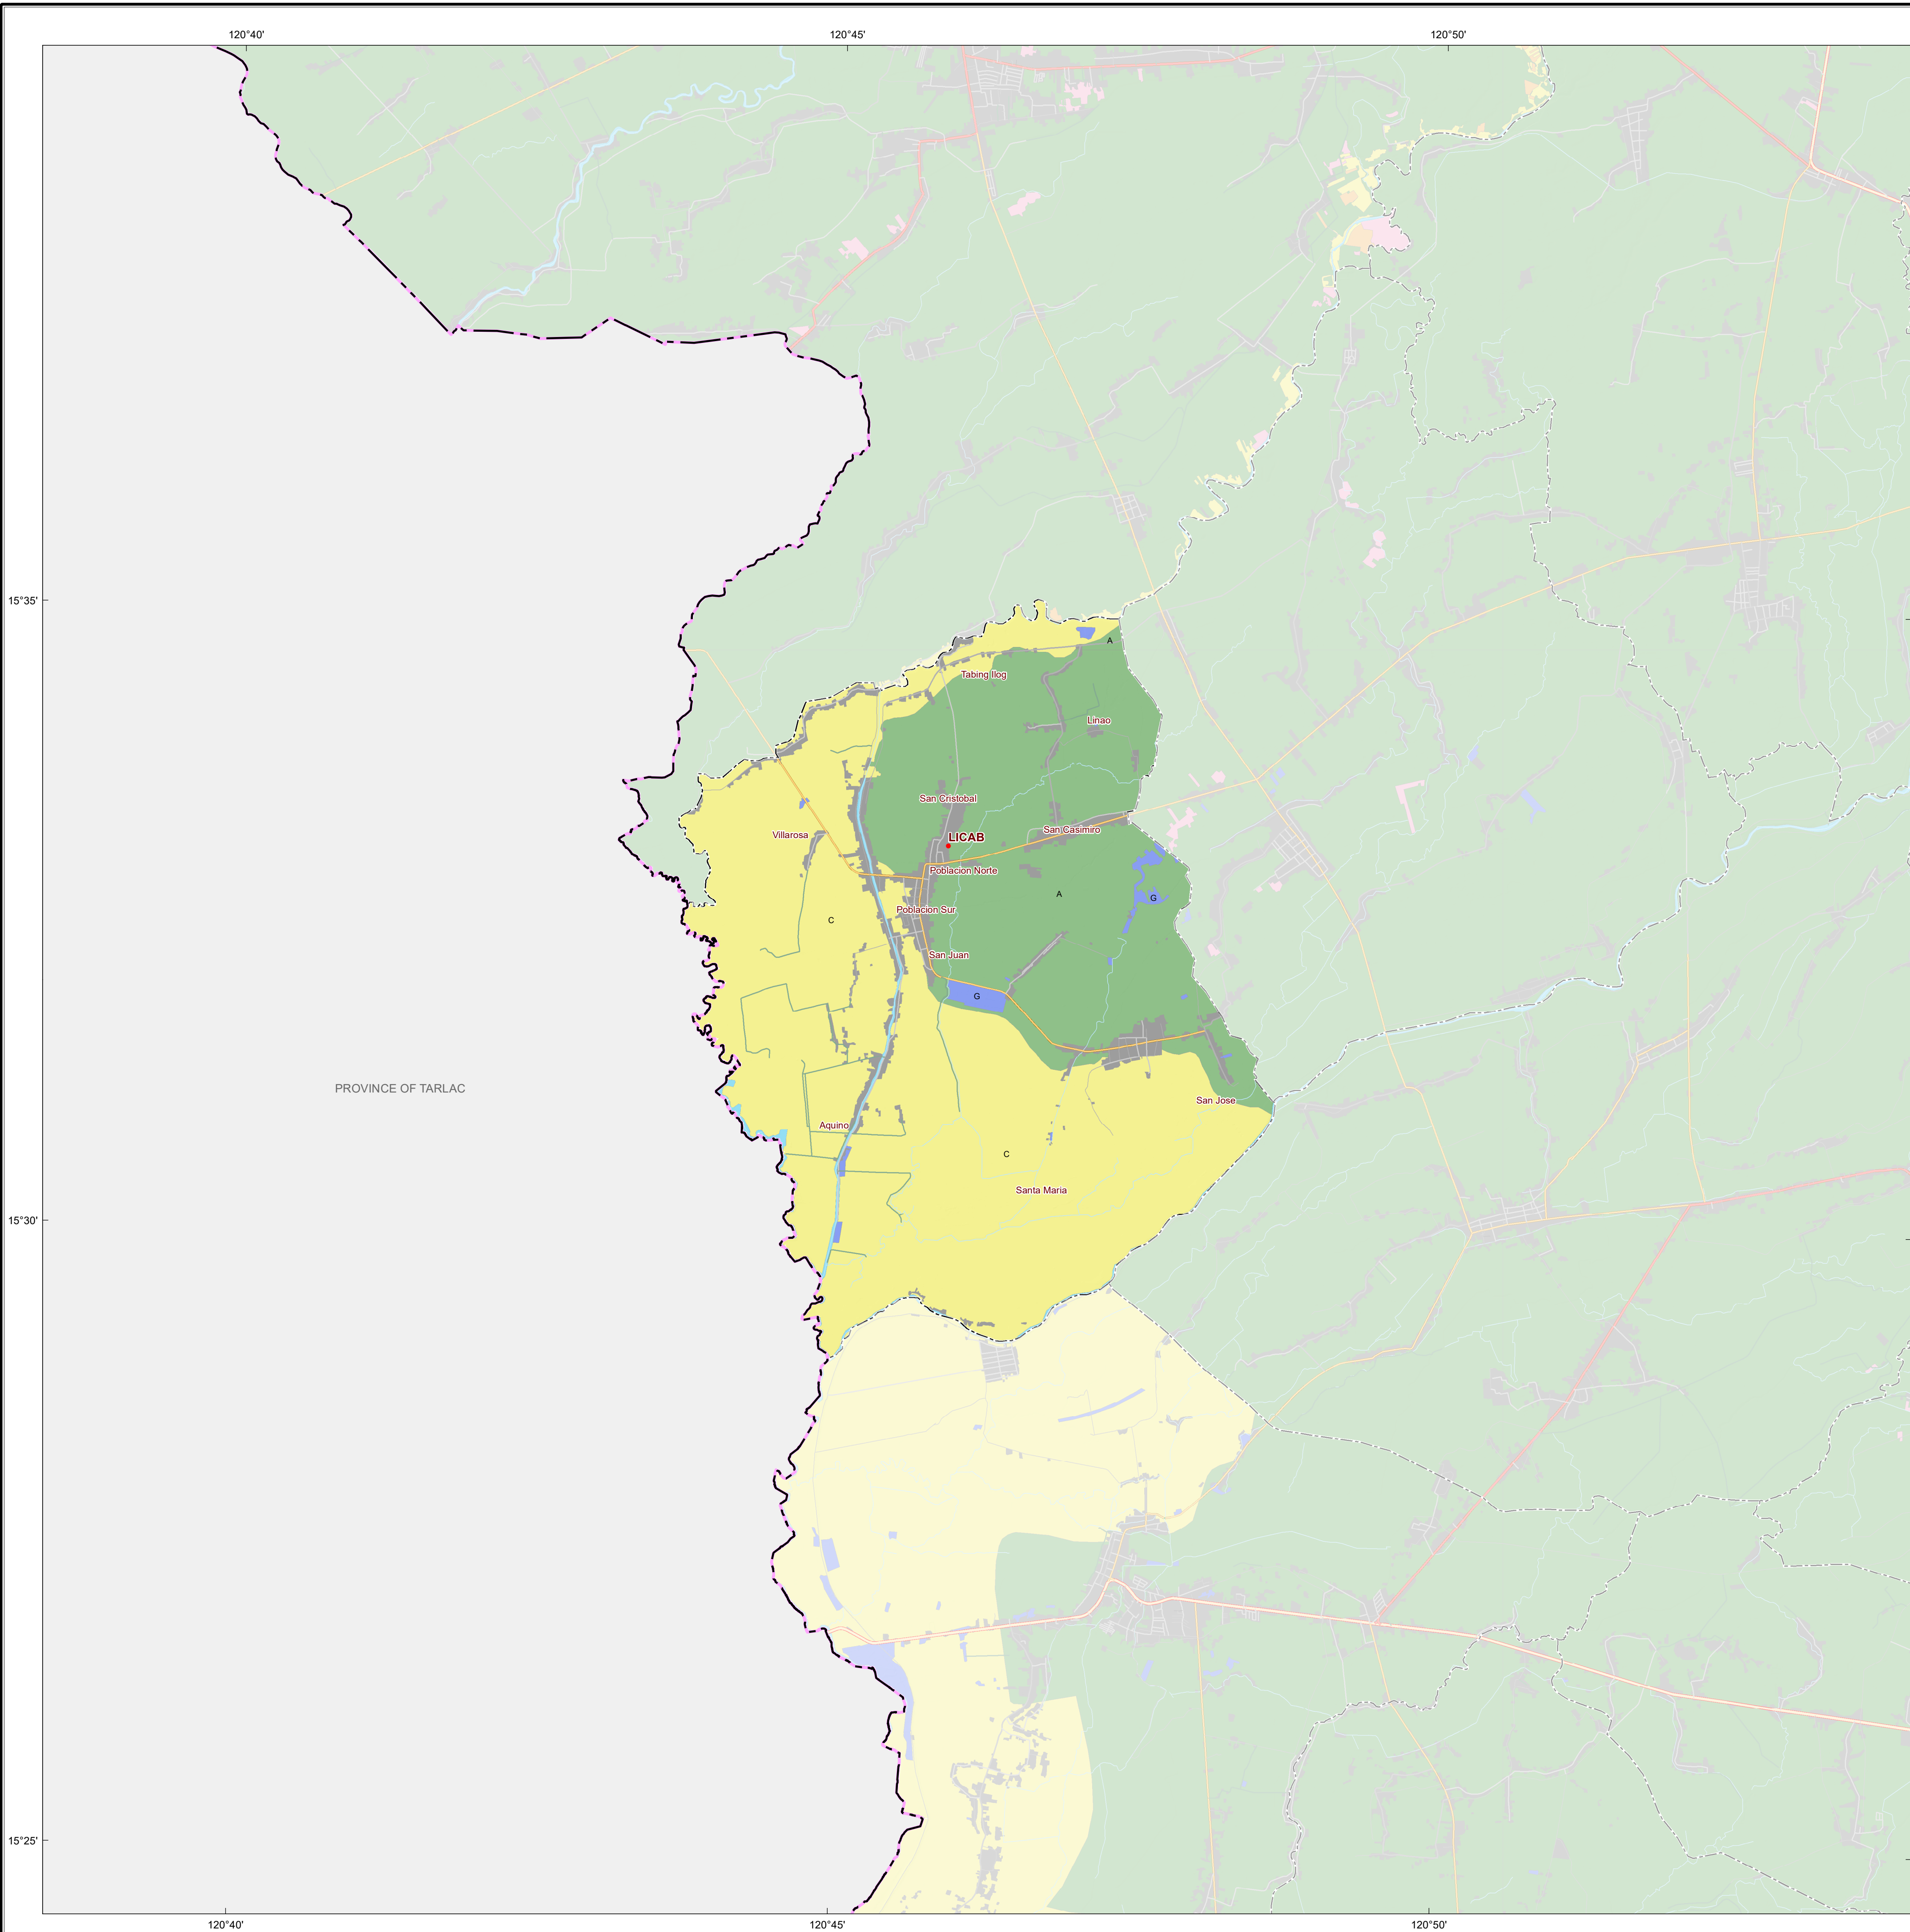 120°40'
120°45'
120°50'
15°35'
A
Tabing Ilog
Linao
San Cristobal
San Casimiro
Villarosa
LICAB
Poblacion Norte
A
G
Poblacion Sur
C
San Juan
G
PROVINCE OF TARLAC
San Jose
Aquino
C
Santa Maria
15°30'
15°25'
120°40'
120°45'
120°50'